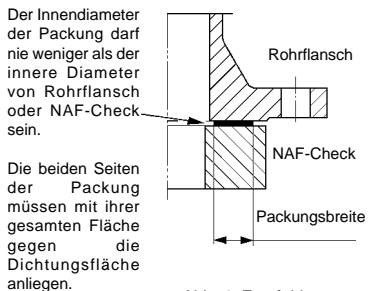 Der Innendiameter
der Packung darf
nie weniger als der
innere Diameter
von Rohrflansch
oder NAF-Check
sein.
Die beiden Seiten
der Packung
müssen mit ihrer
gesamten Fläche
gegen die
Dichtungsfläche
anliegen.
Rohrflansch
NAF-Check
Packungsbreite